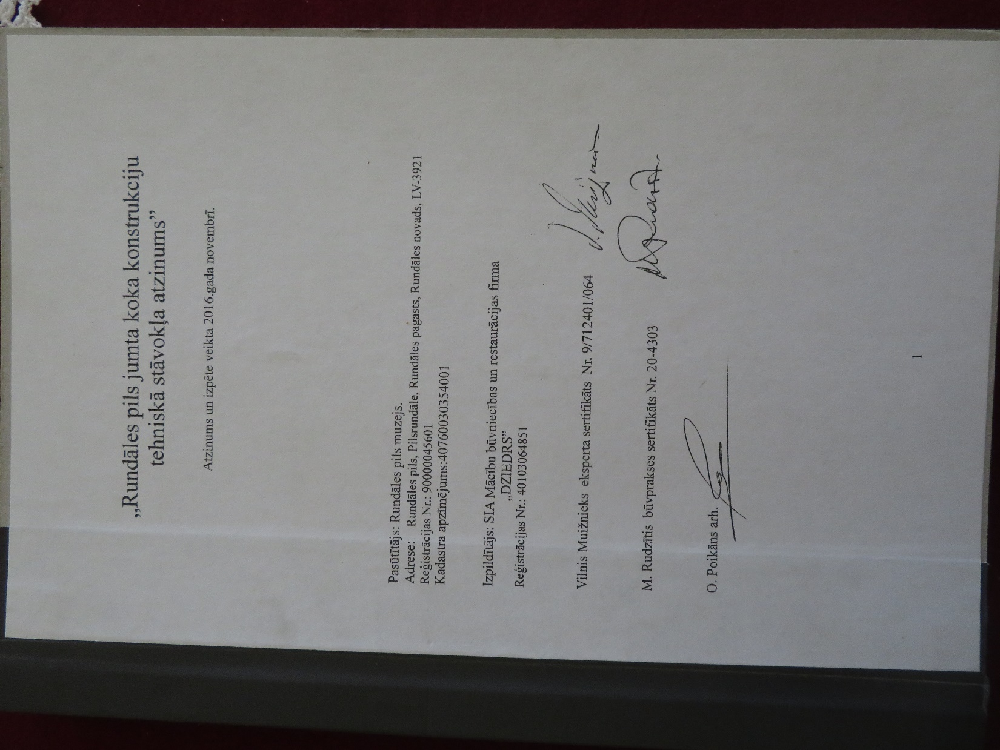 „Rundāles pils jumta koka konstrukciju
tehniskā stāvokļa atzinums”
Atzinums un izpēte veikta 2016.gada novembrī.
Pasūtītājs: Rundāles pils muzejs.
Adrese: Rundāles pils, Pilsrundāle, Rundāles pagasts, Rundāles novads, LV-3921
Reģistrācijas Nr.: 90000045601
Kadastra apzīmējums:40760030354001
Izpildītājs: SIA Mācību būvniecības un restaurācijas firma
„DZIEDRS”
Reģistrācijas Nr.: 40103064851
Vilnis Muižnieks eksperta sertifikāts Nr. 9/712401/064
M. Rudzītis būvprakses sertifikāts Nr. 20-4303
O. Poikāns arh.
1